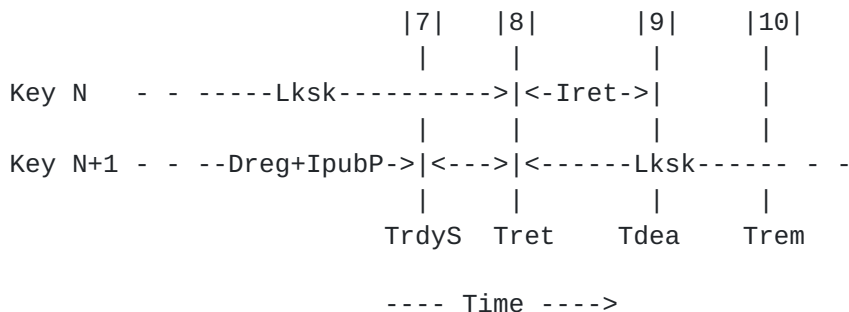 |7|   |8|      |9|    |10|
                          |     |        |      |
Key N   - - -----Lksk---------->|<-Iret->|      |
                          |     |        |      |
Key N+1 - - --Dreg+IpubP->|<--->|<------Lksk------ - -
                          |     |        |      |
                        TrdyS  Tret    Tdea    Trem

                        ---- Time ---->